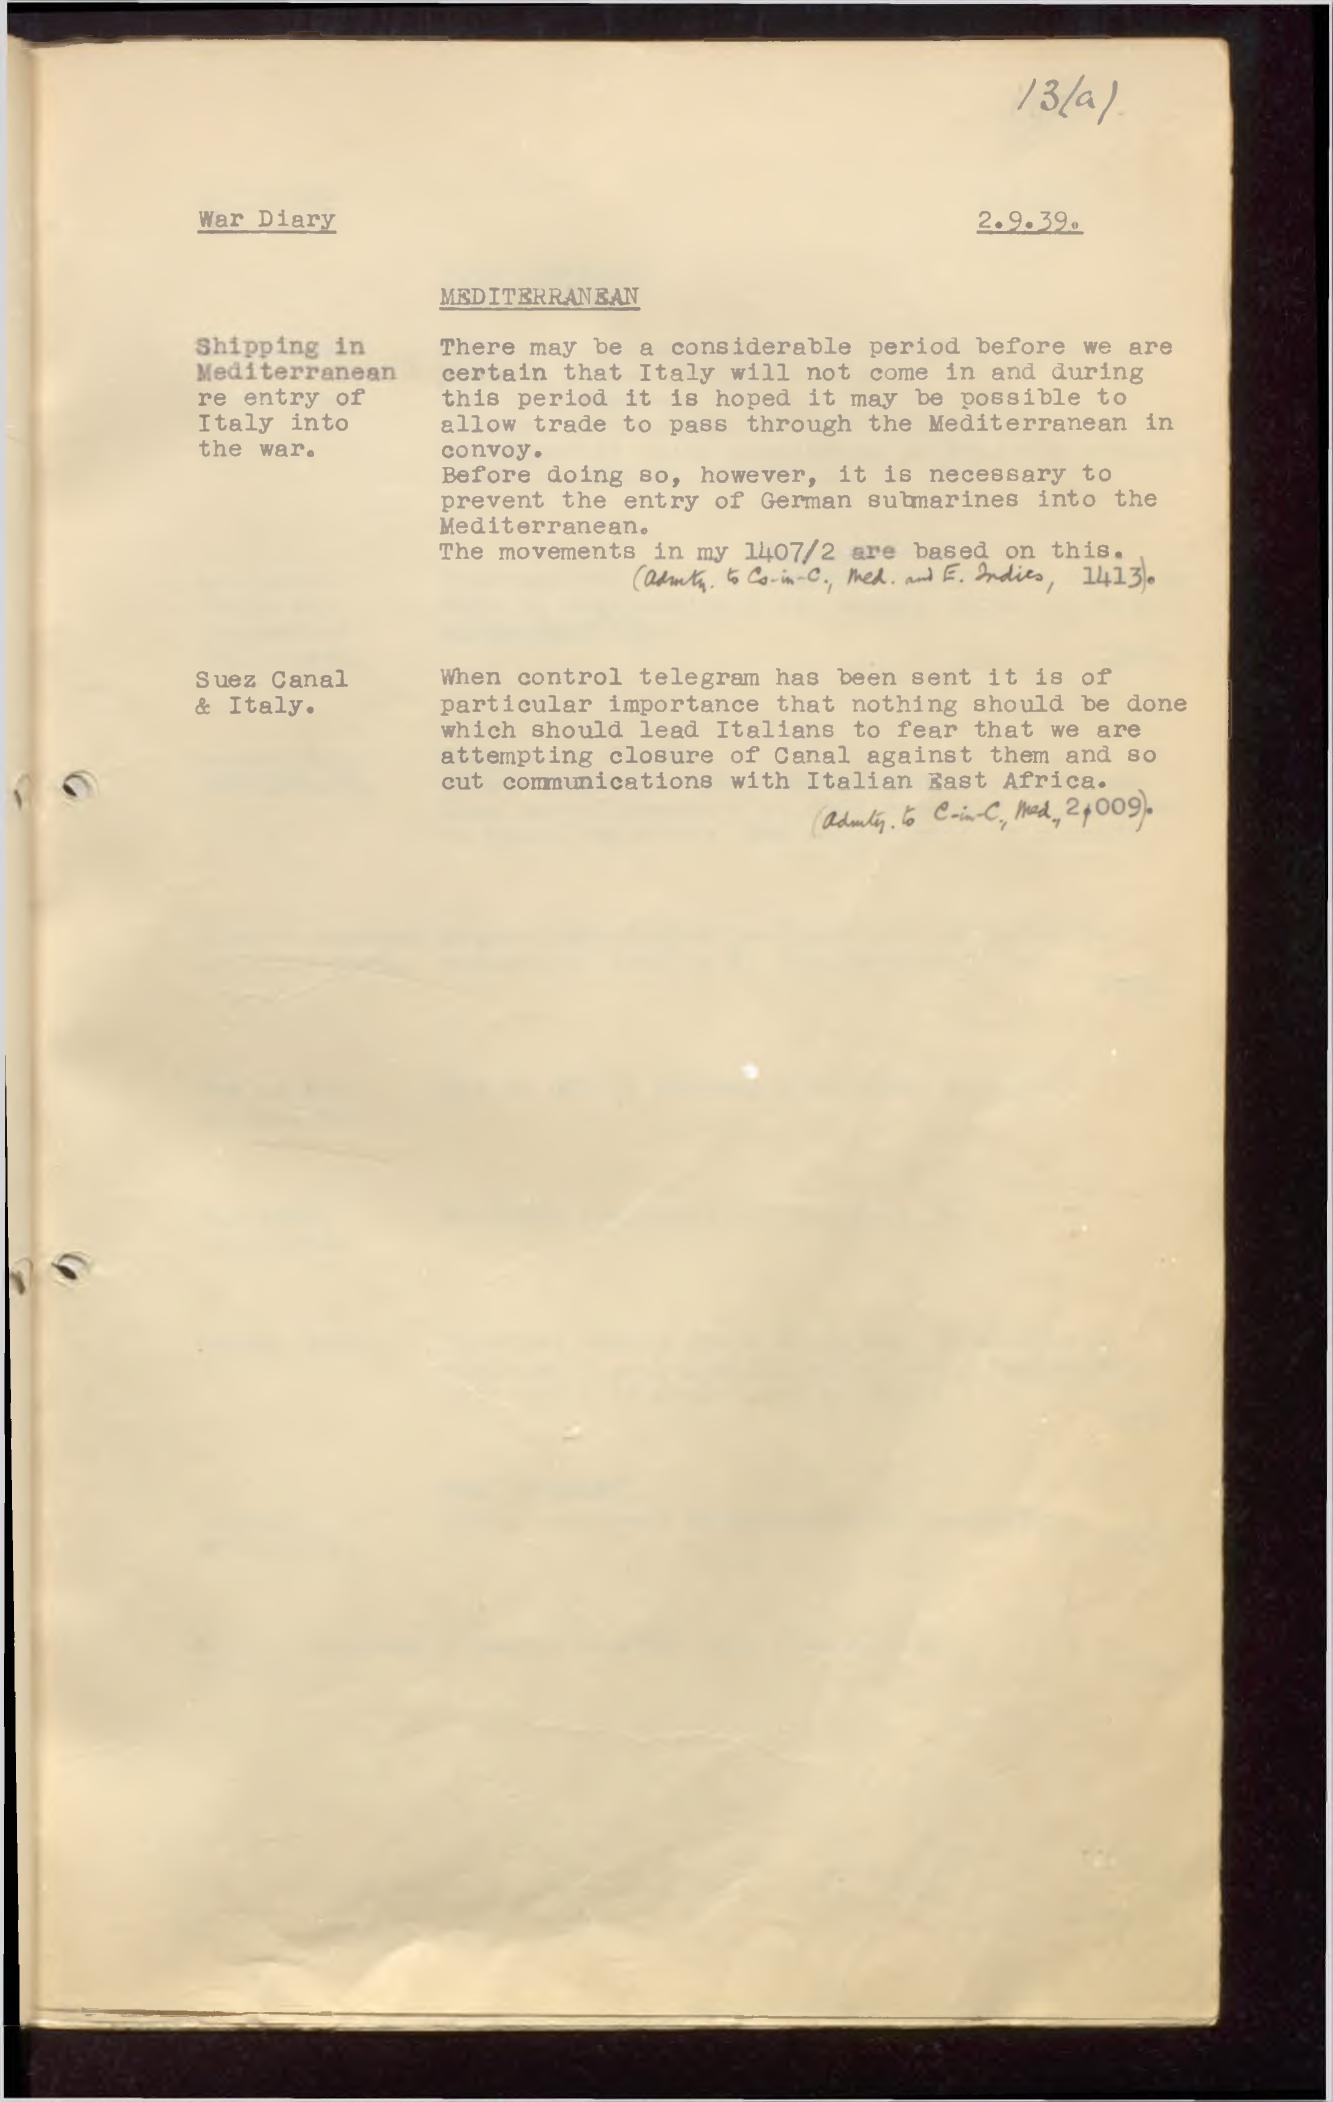 13(a)
War Diary
2.9.39.
MEDITERRANEAN
Shipping in
Mediterranean
re entry of
Italy into
the war.
There may be a considerable period before we are
certain that Italy will not come in and during
this period it is hoped it may be possible to
allow trade to pass through the Mediterranean in
convoy.
Before doing so, however, it is necessary to
prevent the entry of German submarines into the
Mediterranean.
The movements in my 1407/2 are based on this.
(Admty. to Cs-in-C., Med. and E. Indies, 1413).
Suez Canal
& Italy.
When control telegram has been sent it is of
particular importance that nothing should be done
which should lead Italians to fear that we are
attempting closure of Canal against them and so
cut communications with Italian East Africa.
(Admty. to C-in-C., Med., 2009).